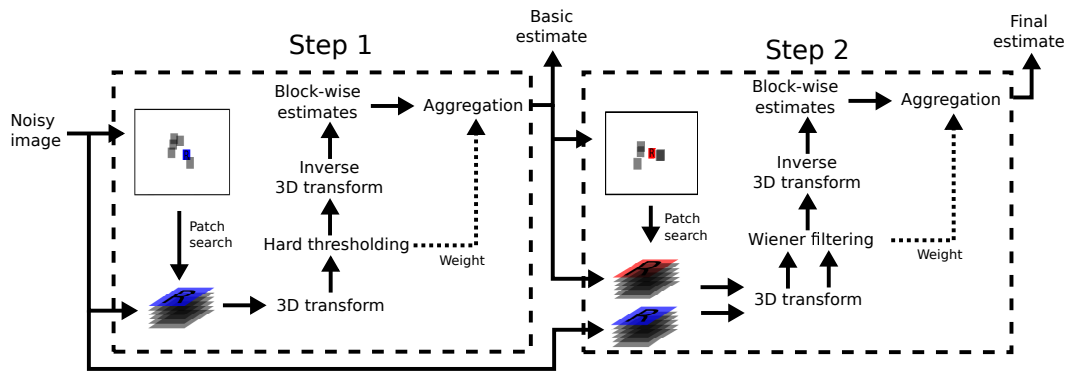 Step 1
Noisy
image
Patch
search
R
3D transform
Hard thresholding
Weight
Inverse
3D transform
Block-wise
estimates
Aggregation
Basic
estimate
Step 2
R
Patch
search
R
R
3D transform
Wiener filtering
Weight
Inverse
3D transform
Block-wise
estimates
Aggregation
Final
estimate